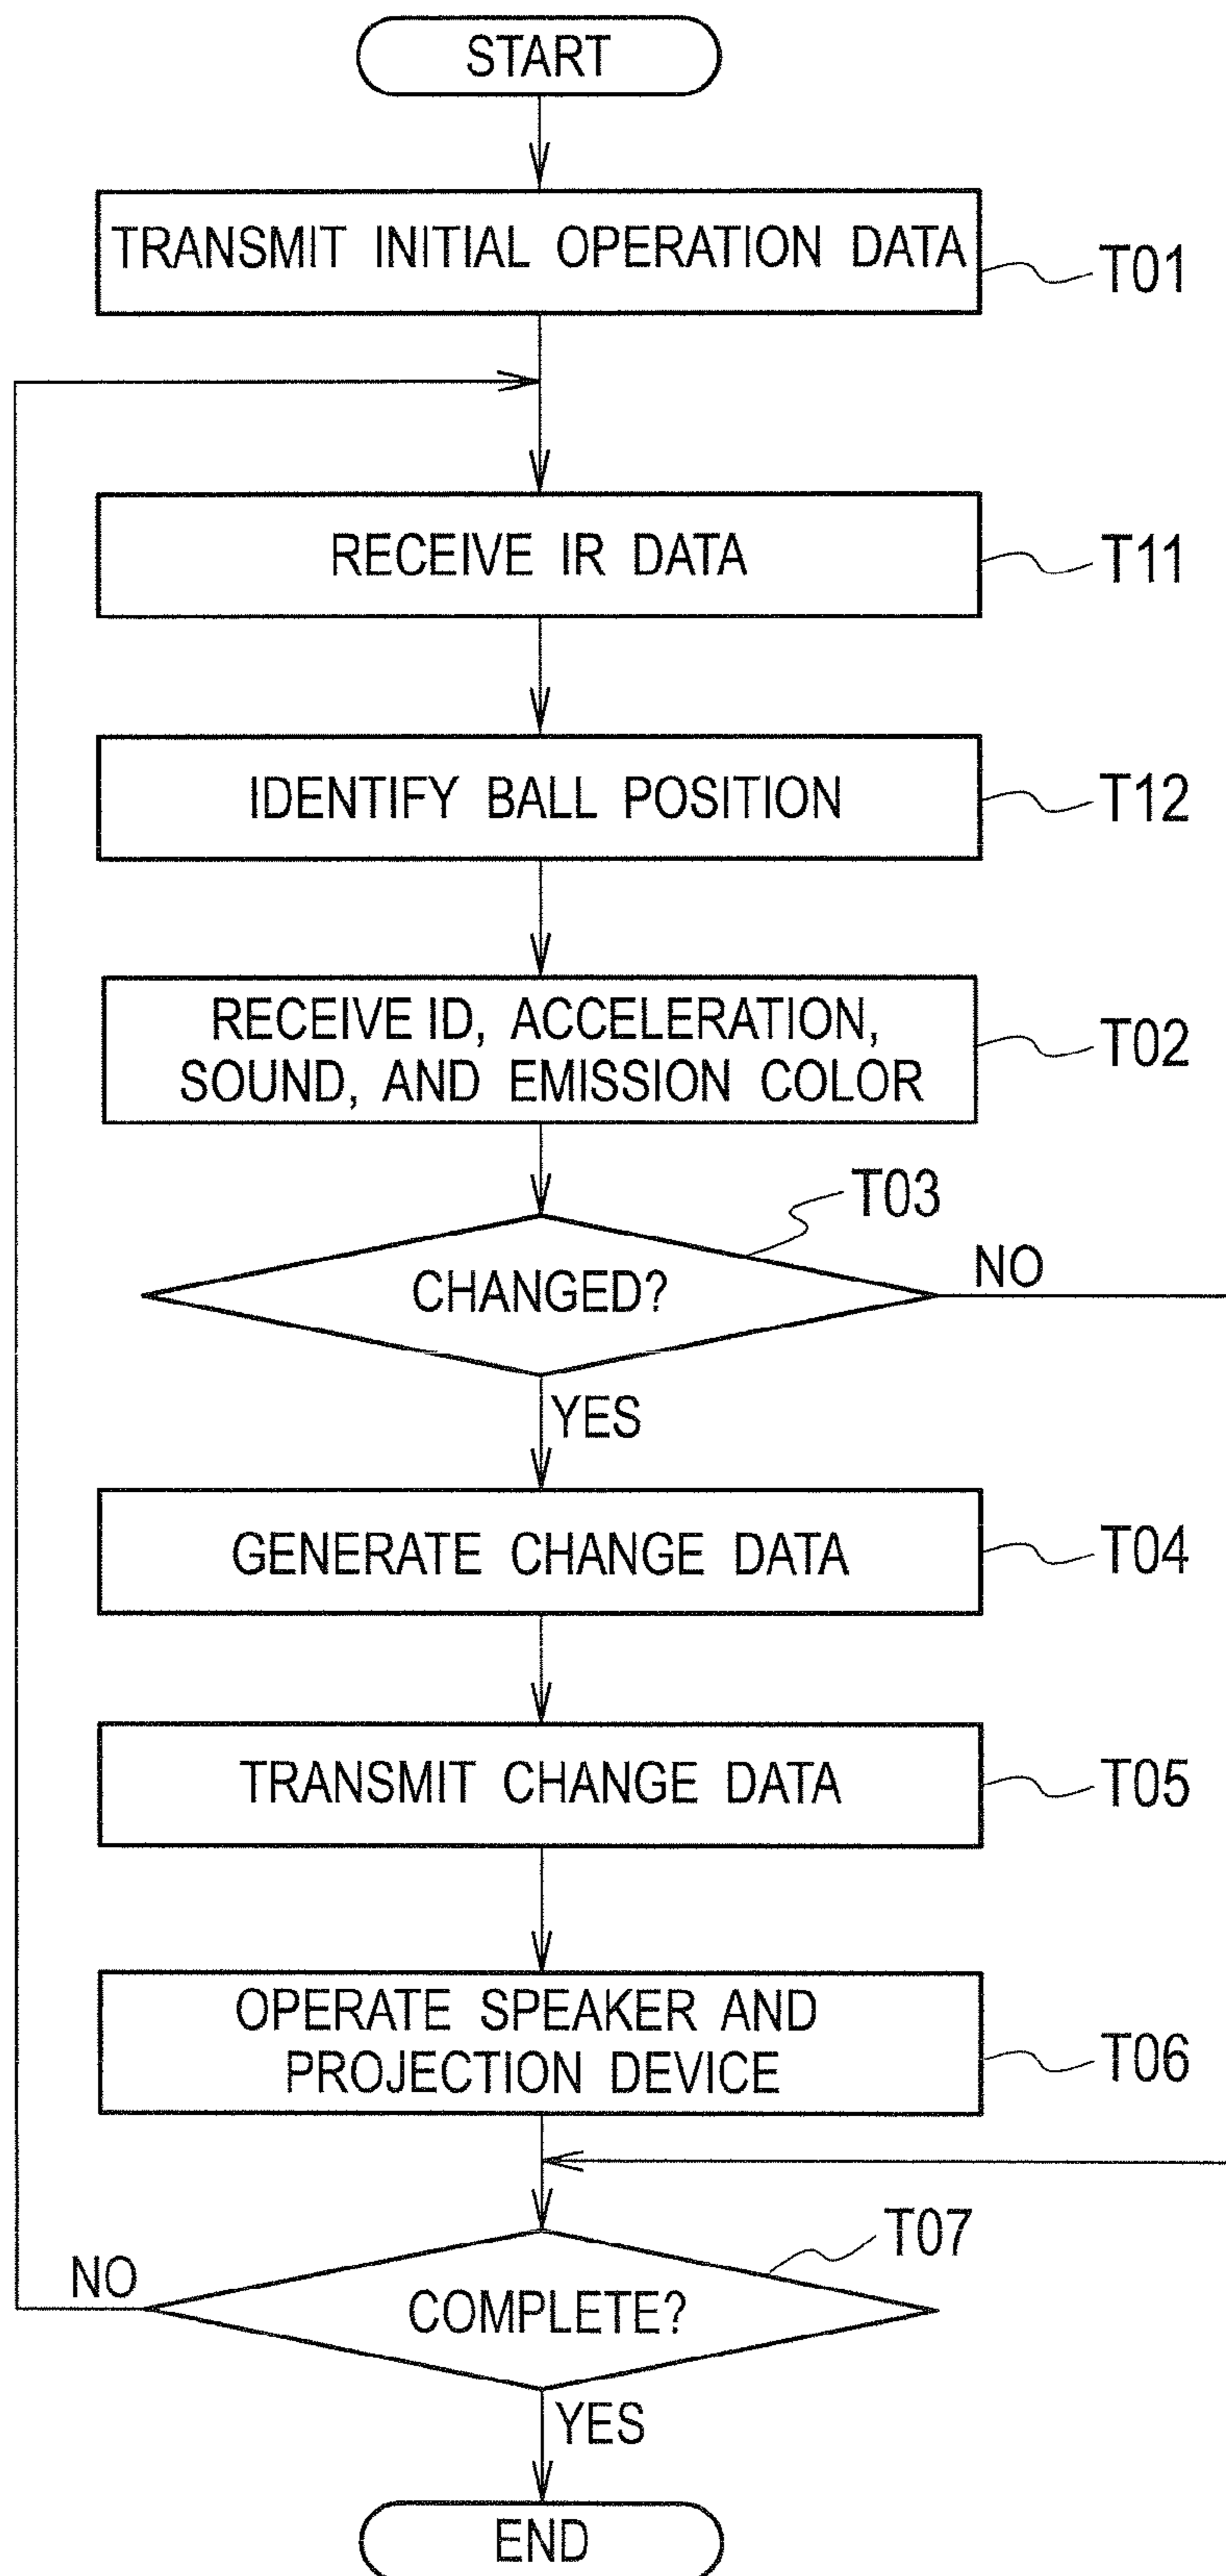 START
TRANSMIT INITIAL OPERATION DATA
T01
RECEIVE IR DATA
T11
IDENTIFY BALL POSITION
T12
RECEIVE ID, ACCELERATION,
SOUND, AND EMISSION COLOR
T02
T03
CHANGED?
NO
YES
GENERATE CHANGE DATA
T04
TRANSMIT CHANGE DATA
T05
OPERATE SPEAKER AND
PROJECTION DEVICE
T06
T07
NO
COMPLETE?
YES
END